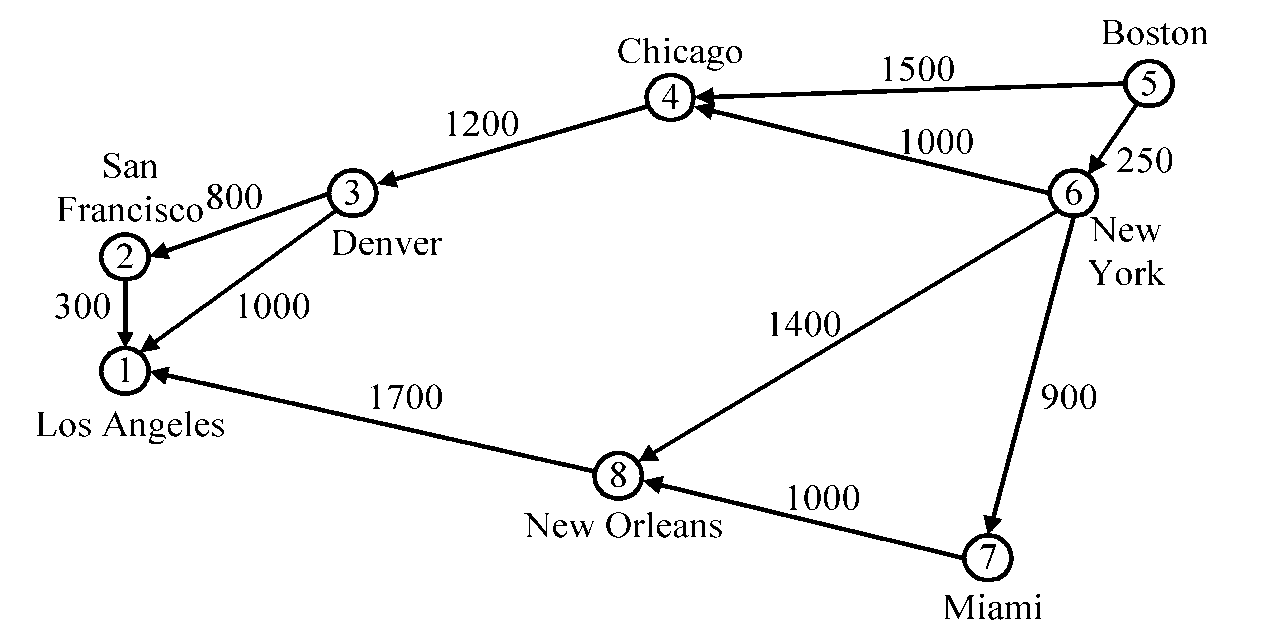 Boston
Chicago
1500
5
4
1200
1000
250
San
Francisco
800
3
6
Denver
New
York
2
300
1000
1400
1
1700
900
Los Angeles
8
1000
New Orleans
7
Miami